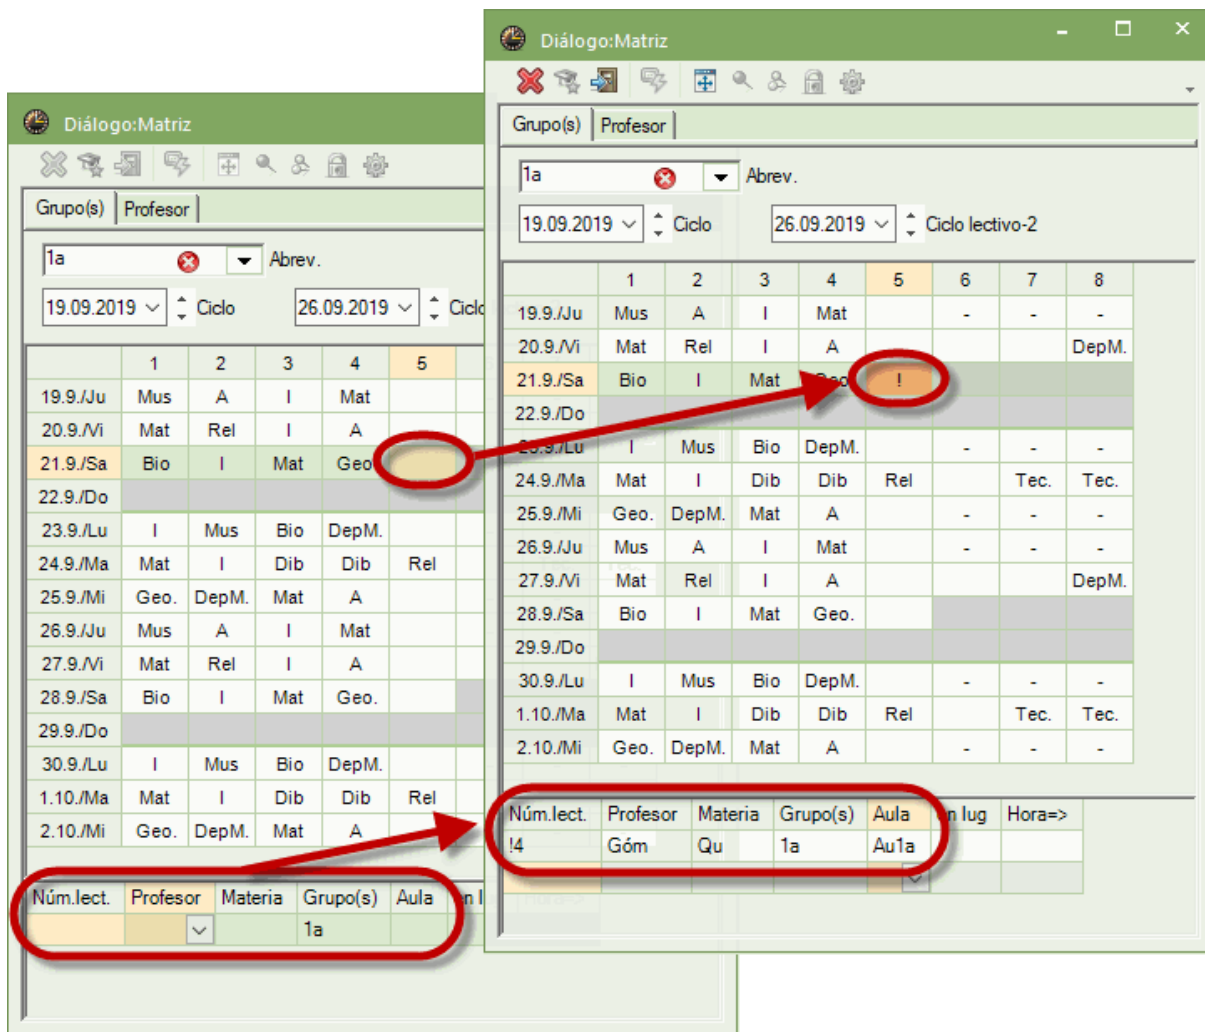 Diálogo:Matriz
Grupo(s) Profesor
1a Abrev.
19.09.2019 Ciclo 26.09.2019 Ciclo lectivo-2
1 2 3 4 5 6 7 8
19.9./Ju Mus A I Mat - - -
20.9./Vi Mat Rel I A DepM.
21.9./Sa Bio I Mat Geo !
22.9./Do
23.9./Lu I Mus Bio DepM. - - -
24.9./Ma Mat I Dib Dib Rel Tec. Tec.
25.9./Mi Geo. DepM. Mat A - - -
26.9./Ju Mus A I Mat - - -
27.9./Vi Mat Rel I A DepM.
28.9./Sa Bio I Mat Geo.
29.9./Do
30.9./Lu I Mus Bio DepM. - - -
1.10./Ma Mat I Dib Dib Rel Tec. Tec.
2.10./Mi Geo. DepM. Mat A - - -
Núm.lect. Profesor Materia Grupo(s) Aula en lug Hora=>
!4 Góm Qu 1a Au1a
Diálogo:Matriz
Grupo(s) Profesor
1a Abrev.
19.09.2019 Ciclo 26.09.2019 Ciclo
1 2 3 4 5
19.9./Ju Mus A I Mat
20.9./Vi Mat Rel I A
21.9./Sa Bio I Mat Geo
22.9./Do
23.9./Lu I Mus Bio DepM.
24.9./Ma Mat I Dib Dib Rel
25.9./Mi Geo. DepM. Mat A
26.9./Ju Mus A I Mat
27.9./Vi Mat Rel I A
28.9./Sa Bio I Mat Geo.
29.9./Do
30.9./Lu I Mus Bio DepM.
1.10./Ma Mat I Dib Dib Rel
2.10./Mi Geo. DepM. Mat A
Núm.lect. Profesor Materia Grupo(s) Aula
1a